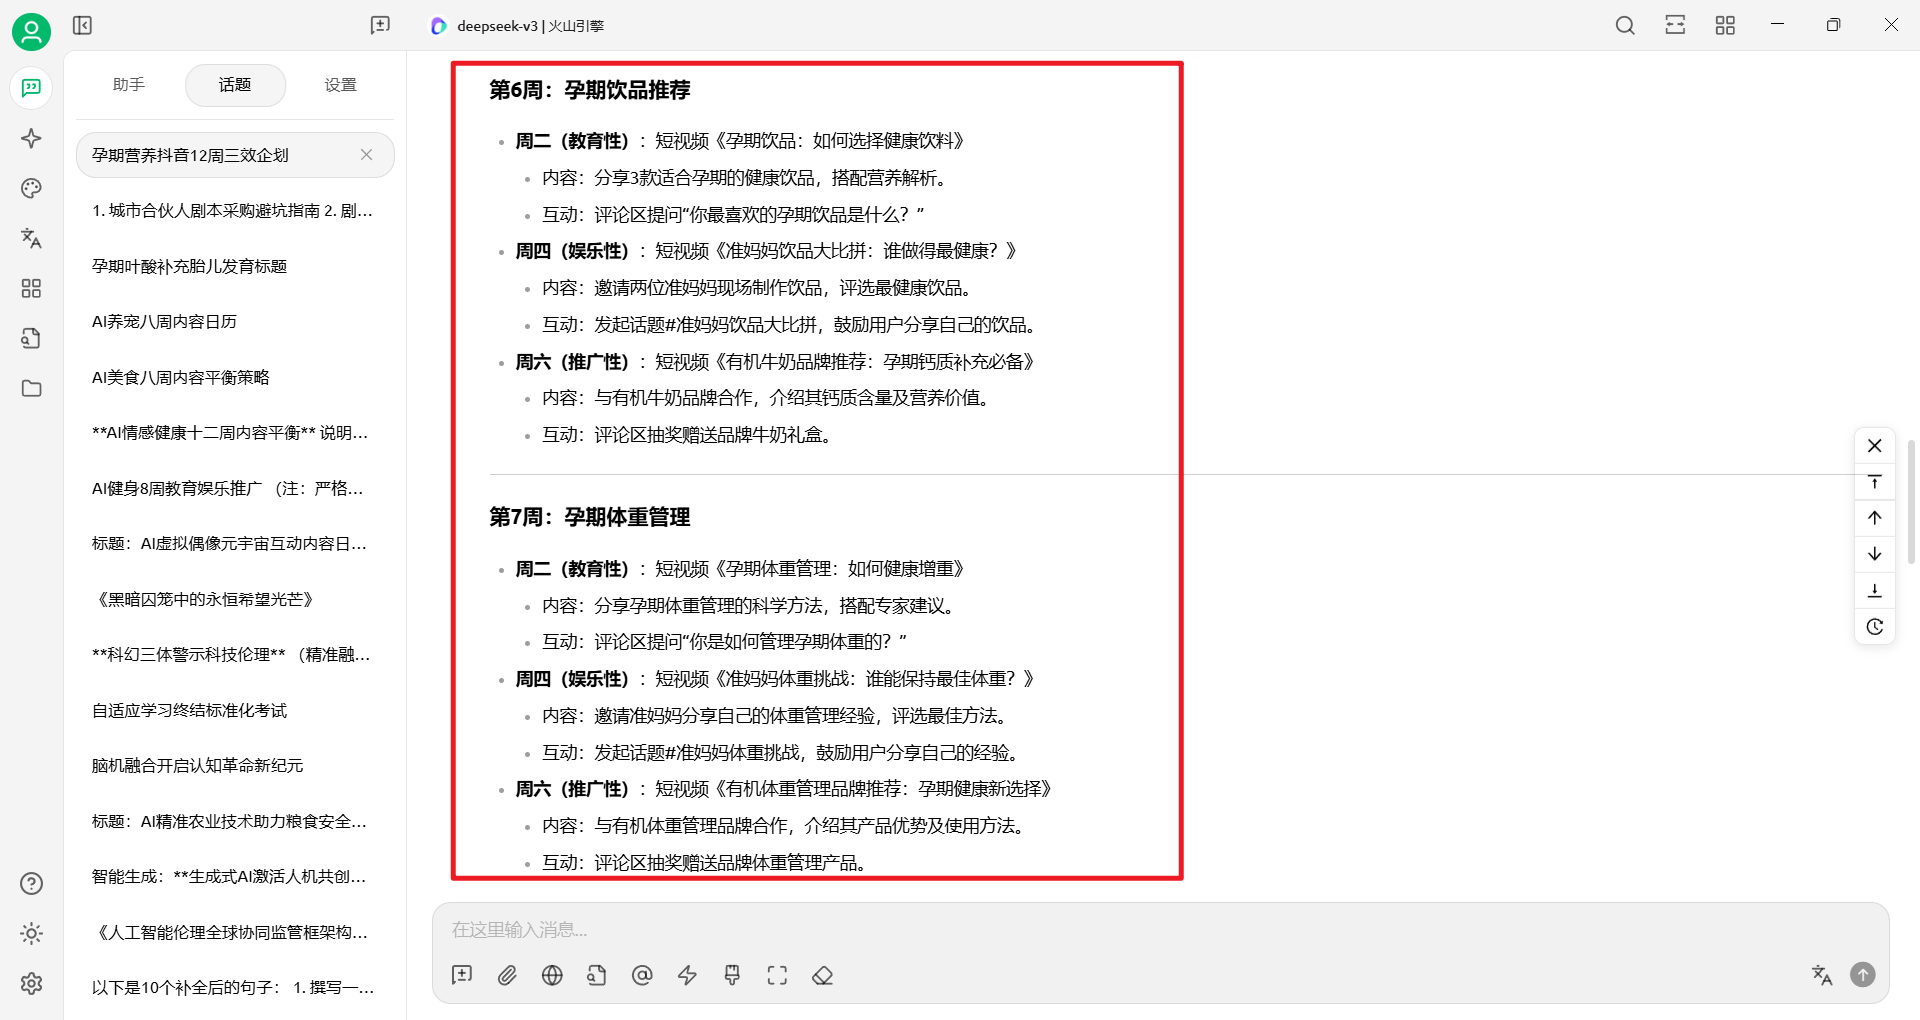 deepseek-v3 | 火山引擎
助手
话题
设置
孕期营养抖音12周三效企划
1. 城市合伙人剧本采购避坑指南 2. 剧...
孕期叶酸补充胎儿发育标题
AI养宠八周内容日历
AI美食八周内容平衡策略
**AI情感健康十二周内容平衡** 说明...
AI健身8周教育娱乐推广 （注：严格...
标题：AI虚拟偶像元宇宙互动内容日...
《黑暗囚笼中的永恒希望光芒》
**科幻三体警示科技伦理** （精准融...
自适应学习终结标准化考试
脑机融合开启认知革命新纪元
标题：AI精准农业技术助力粮食安全...
智能生成：**生成式AI激活人机共创...
《人工智能伦理全球协同监管框架构...
以下是10个补全后的句子： 1. 撰写一...
第6周：孕期饮品推荐
周二（教育性）：短视频《孕期饮品：如何选择健康饮料》
内容：分享3款适合孕期的健康饮品，搭配营养解析。
互动：评论区提问“你最喜欢的孕期饮品是什么？”
周四（娱乐性）：短视频《准妈妈饮品大比拼：谁做得最健康？》
内容：邀请两位准妈妈现场制作饮品，评选最健康饮品。
互动：发起话题#准妈妈饮品大比拼，鼓励用户分享自己的饮品。
周六（推广性）：短视频《有机牛奶品牌推荐：孕期钙质补充必备》
内容：与有机牛奶品牌合作，介绍其钙质含量及营养价值。
互动：评论区抽奖赠送品牌牛奶礼盒。
第7周：孕期体重管理
周二（教育性）：短视频《孕期体重管理：如何健康增重》
内容：分享孕期体重管理的科学方法，搭配专家建议。
互动：评论区提问“你是如何管理孕期体重的？”
周四（娱乐性）：短视频《准妈妈体重挑战：谁能保持最佳体重？》
内容：邀请准妈妈分享自己的体重管理经验，评选最佳方法。
互动：发起话题#准妈妈体重挑战，鼓励用户分享自己的经验。
周六（推广性）：短视频《有机体重管理品牌推荐：孕期健康新选择》
内容：与有机体重管理品牌合作，介绍其产品优势及使用方法。
互动：评论区抽奖赠送品牌体重管理产品。
在这里输入消息...